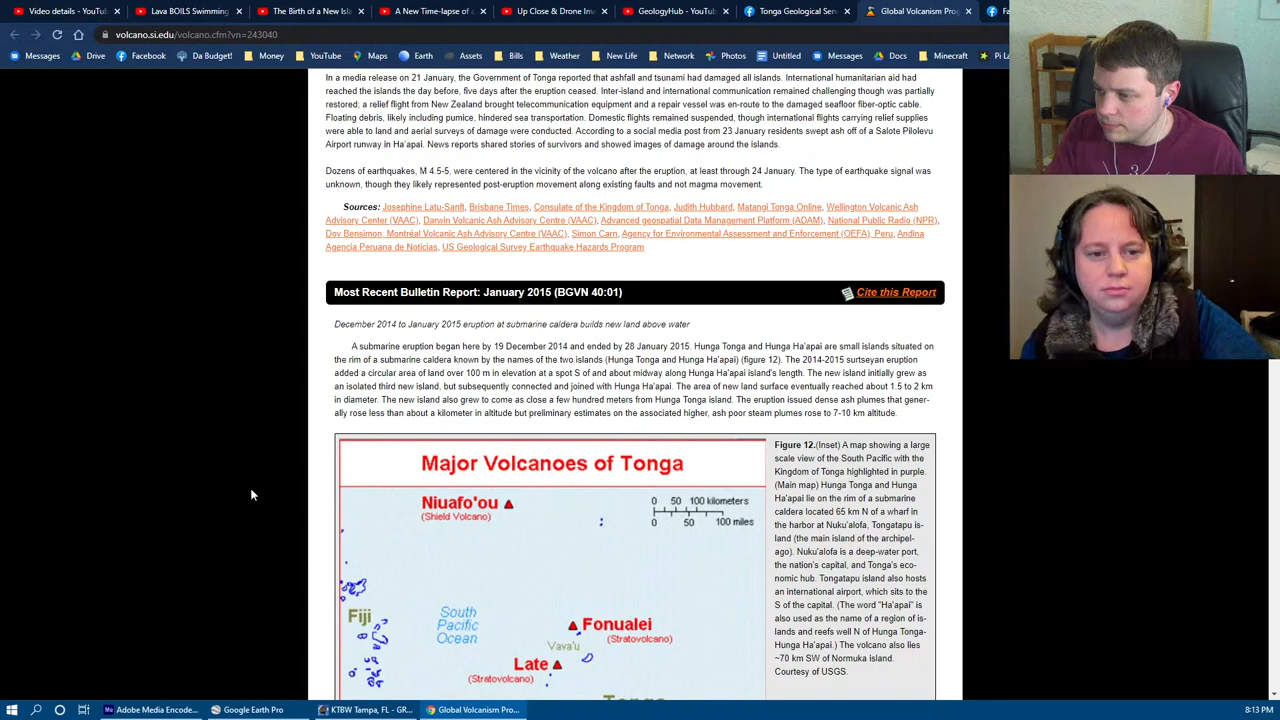 Video details - YouTub
Lava BOILS Swimming
The Birth of a New Isl
A New Time-lapse of a
Up Close & Drone Ime
GeologyHub - YouTub
Tonga Geological Serv
Global Volcanism Pro
Fa
volcano.si.edu/volcano.cfm?vn=243040
Messages
Drive
Facebook
Da Budget!
Money
YouTube
Maps
Earth
Assets
Bills
Weather
New Life
Network
Photos
Untitled
Messages
Drive
Docs
Minecraft
Pi La
In a media release on 21 January, the Government of Tonga reported that ashfall and tsunami had damaged all islands. International humanitarian aid had
reached the islands the day before, five days after the eruption ceased. Inter-island and international communication remained challenging though was partially
restored; a relief flight from New Zealand brought telecommunication equipment and a repair vessel was en-route to the damaged seafloor fiber-optic cable.
Floating debris, likely including pumice, hindered sea transportation. Domestic flights remained suspended, though international flights carrying relief supplies
were able to land and aerial surveys of damage were conducted. According to a social media post from 23 January residents swept ash off of a Salote Pilolevu
Airport runway in Ha'apai. News reports shared stories of survivors and showed images of damage around the islands.
Dozens of earthquakes, M 4.5-5, were centered in the vicinity of the volcano after the eruption, at least through 24 January. The type of earthquake signal was
unknown, though they likely represented post-eruption movement along existing faults and not magma movement.
Sources: Josephine Latu-Sanft, Brisbane Times, Consulate of the Kingdom of Tonga, Judith Hubbard, Matangi Tonga Online, Wellington Volcanic Ash
Advisory Center (VAAC), Darwin Volcanic Ash Advisory Centre (VAAC), Advanced geospatial Data Management Platform (ADAM), National Public Radio (NPR),
Dov Bensimon, Montréal Volcanic Ash Advisory Centre (VAAC), Simon Carn, Agency for Environmental Assessment and Enforcement (OEFA), Peru, Andina
Agencia Peruana de Noticias, US Geological Survey Earthquake Hazards Program
Most Recent Bulletin Report: January 2015 (BGVN 40:01)
Cite this Report
December 2014 to January 2015 eruption at submarine caldera builds new land above water
A submarine eruption began here by 19 December 2014 and ended by 28 January 2015. Hunga Tonga and Hunga Ha'apai are small islands situated on
the rim of a submarine caldera known by the names of the two islands (Hunga Tonga and Hunga Ha'apai) (figure 12). The 2014-2015 surtseyan eruption
added a circular area of land over 100 m in elevation at a spot S of and about midway along Hunga Ha'apai island's length. The new island initially grew as
an isolated third new island, but subsequently connected and joined with Hunga Ha'apai. The area of new land surface eventually reached about 1.5 to 2 km
in diameter. The new island also grew to come as close a few hundred meters from Hunga Tonga island. The eruption issued dense ash plumes that gener-
ally rose less than about a kilometer in altitude but preliminary estimates on the associated higher, ash poor steam plumes rose to 7-10 km altitude.
Major Volcanoes of Tonga
Niuafo'ou
(Shield Volcano)
0 50 100 kilometers
0 50 100 miles
Fiji
South
Pacific
Ocean
Fonualei
(Stratovolcano)
Vava'u
Late
(Stratovolcano)
Tonga
Figure 12.(Inset) A map showing a large
scale view of the South Pacific with the
Kingdom of Tonga highlighted in purple.
(Main map) Hunga Tonga and Hunga
Ha'apai lie on the rim of a submarine
caldera located 65 km N of a wharf in
the harbor at Nuku'alofa, Tongatapu is-
land (the main island of the archipel-
ago). Nuku'alofa is a deep-water port,
the nation's capital, and Tonga's eco-
nomic hub. Tongatapu island also hosts
an international airport, which sits to the
S of the capital. (The word "Ha'apai" is
also used as the name of a region of is-
lands and reefs well N of Hunga Tonga-
Hunga Ha'apai.) The volcano also lies
~70 km SW of Normuka island.
Courtesy of USGS.
Adobe Media Encode...
Google Earth Pro
KTBW Tampa, FL - GR...
Global Volcanism Pro...
8:13 PM